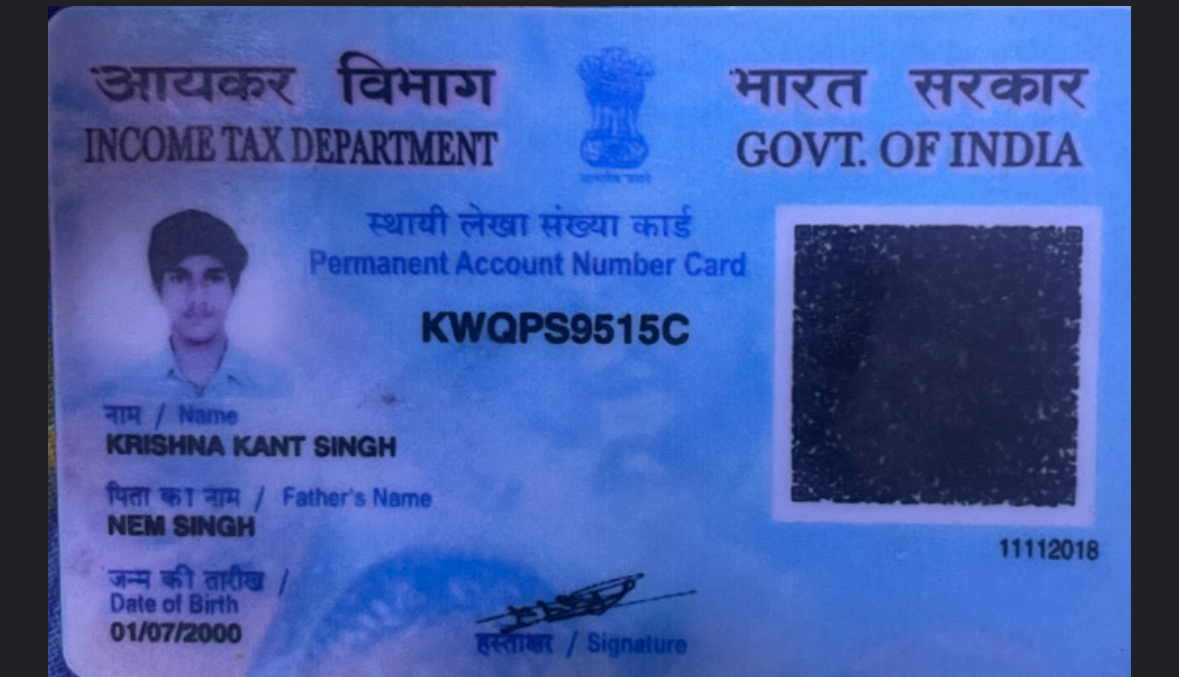 आयकर विभाग
INCOME TAX DEPARTMENT
भारत सरकार
GOVT. OF INDIA
स्थायी लेखा संख्या कार्ड
Permanent Account Number Card
KWQPS9515C
नाम / Name
KRISHNA KANT SINGH
पिता का नाम / Father's Name
NEM SINGH
जन्म की तारीख /
Date of Birth
01/07/2000
हस्ताक्षर / Signature
11112018